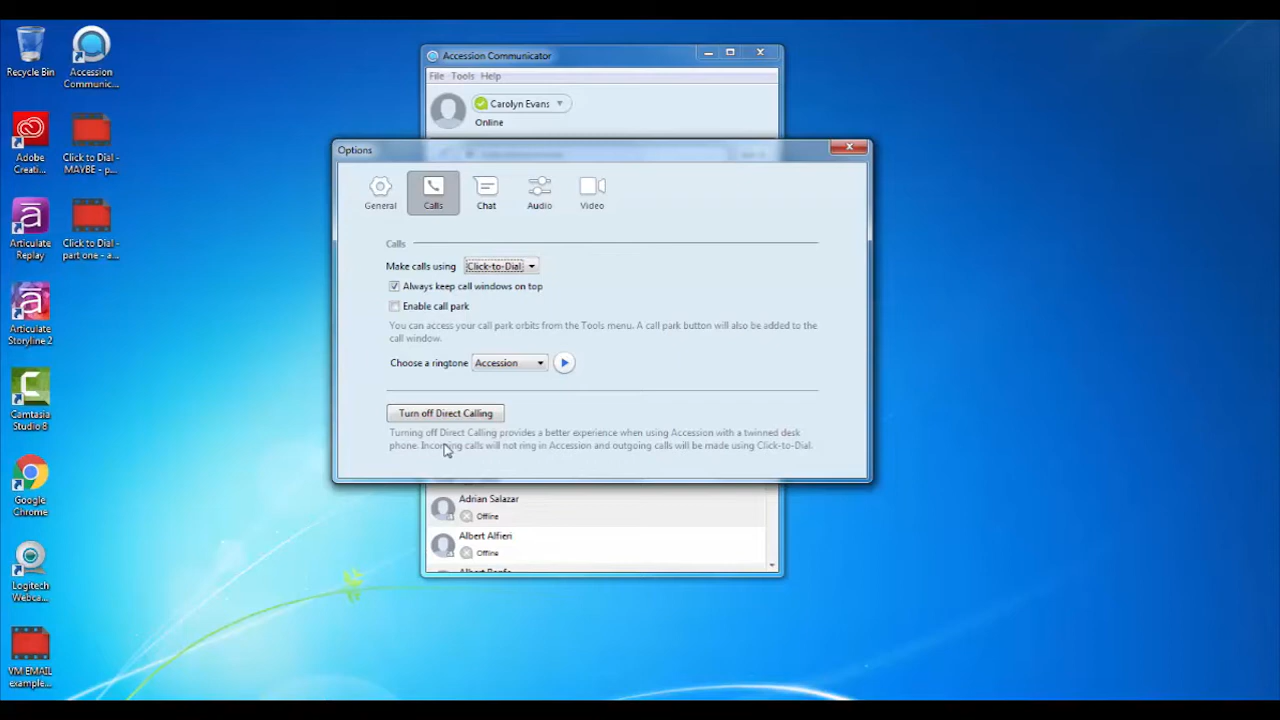 Recycle Bin
Accession
Communic...
Adobe
Creati...
Click to Dial -
MAYBE - p...
Articulate
Replay
Click to Dial -
part one - a...
Articulate
Storyline 2
Camtasia
Studio 8
Google
Chrome
Logitech
Webca...
VM EMAIL
example...
Accession Communicator
File Tools Help
Carolyn Evans
Online
Options
General Calls Chat Audio Video
Calls
Make calls using Click-to-Dial
Always keep call windows on top
Enable call park
You can access your call park orbits from the Tools menu. A call park button will also be added to the
call window.
Choose a ringtone Accession
Turn off Direct Calling
Turning off Direct Calling provides a better experience when using Accession with a twinned desk
phone. Incoming calls will not ring in Accession and outgoing calls will be made using Click-to-Dial.
Adrian Salazar
Offline
Albert Alfieri
Offline
Albert